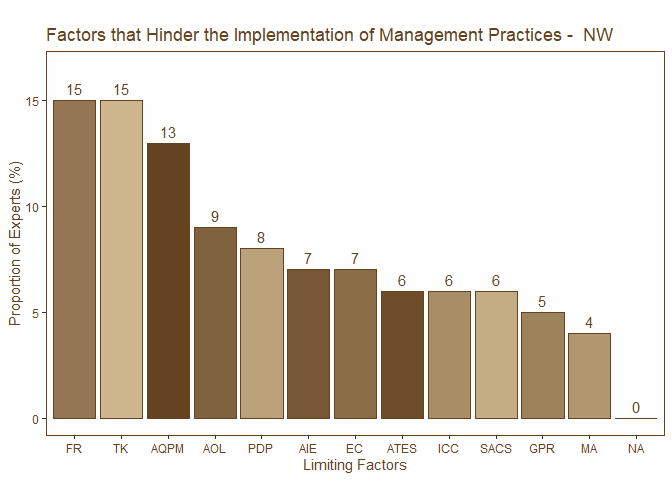 Factors that Hinder the Implementation of Management Practices - NW
15 15 13 9 8 7 7 6 6 6 5 4 0
15
10
5
0
Proportion of Experts (%)
FR TK AQPM AOL PDP AIE EC ATES ICC SACS GPR MA NA
Limiting Factors